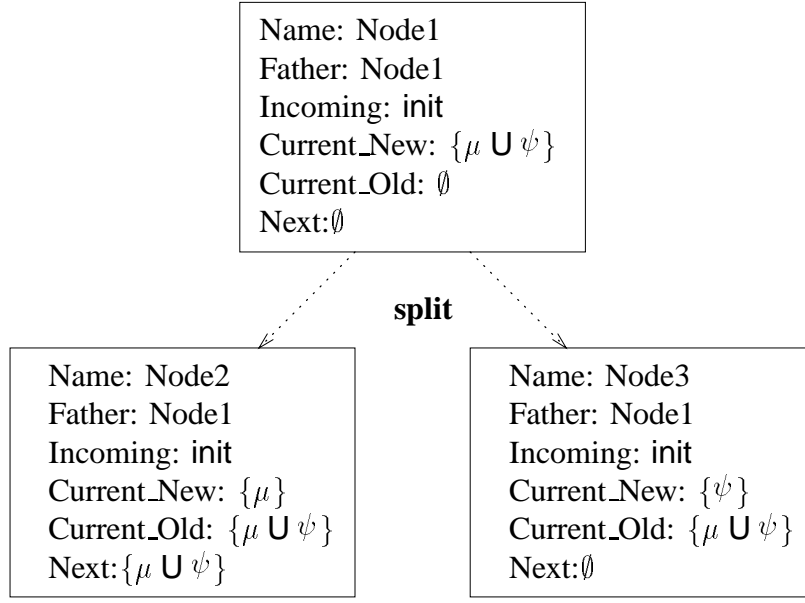 Name: Node1
Father: Node1
Incoming: init
Current_New: {μ U ψ}
Current_Old: ∅
Next:∅
split
Name: Node2
Father: Node1
Incoming: init
Current_New: {μ}
Current_Old: {μ U ψ}
Next:{μ U ψ}
Name: Node3
Father: Node1
Incoming: init
Current_New: {ψ}
Current_Old: {μ U ψ}
Next:∅